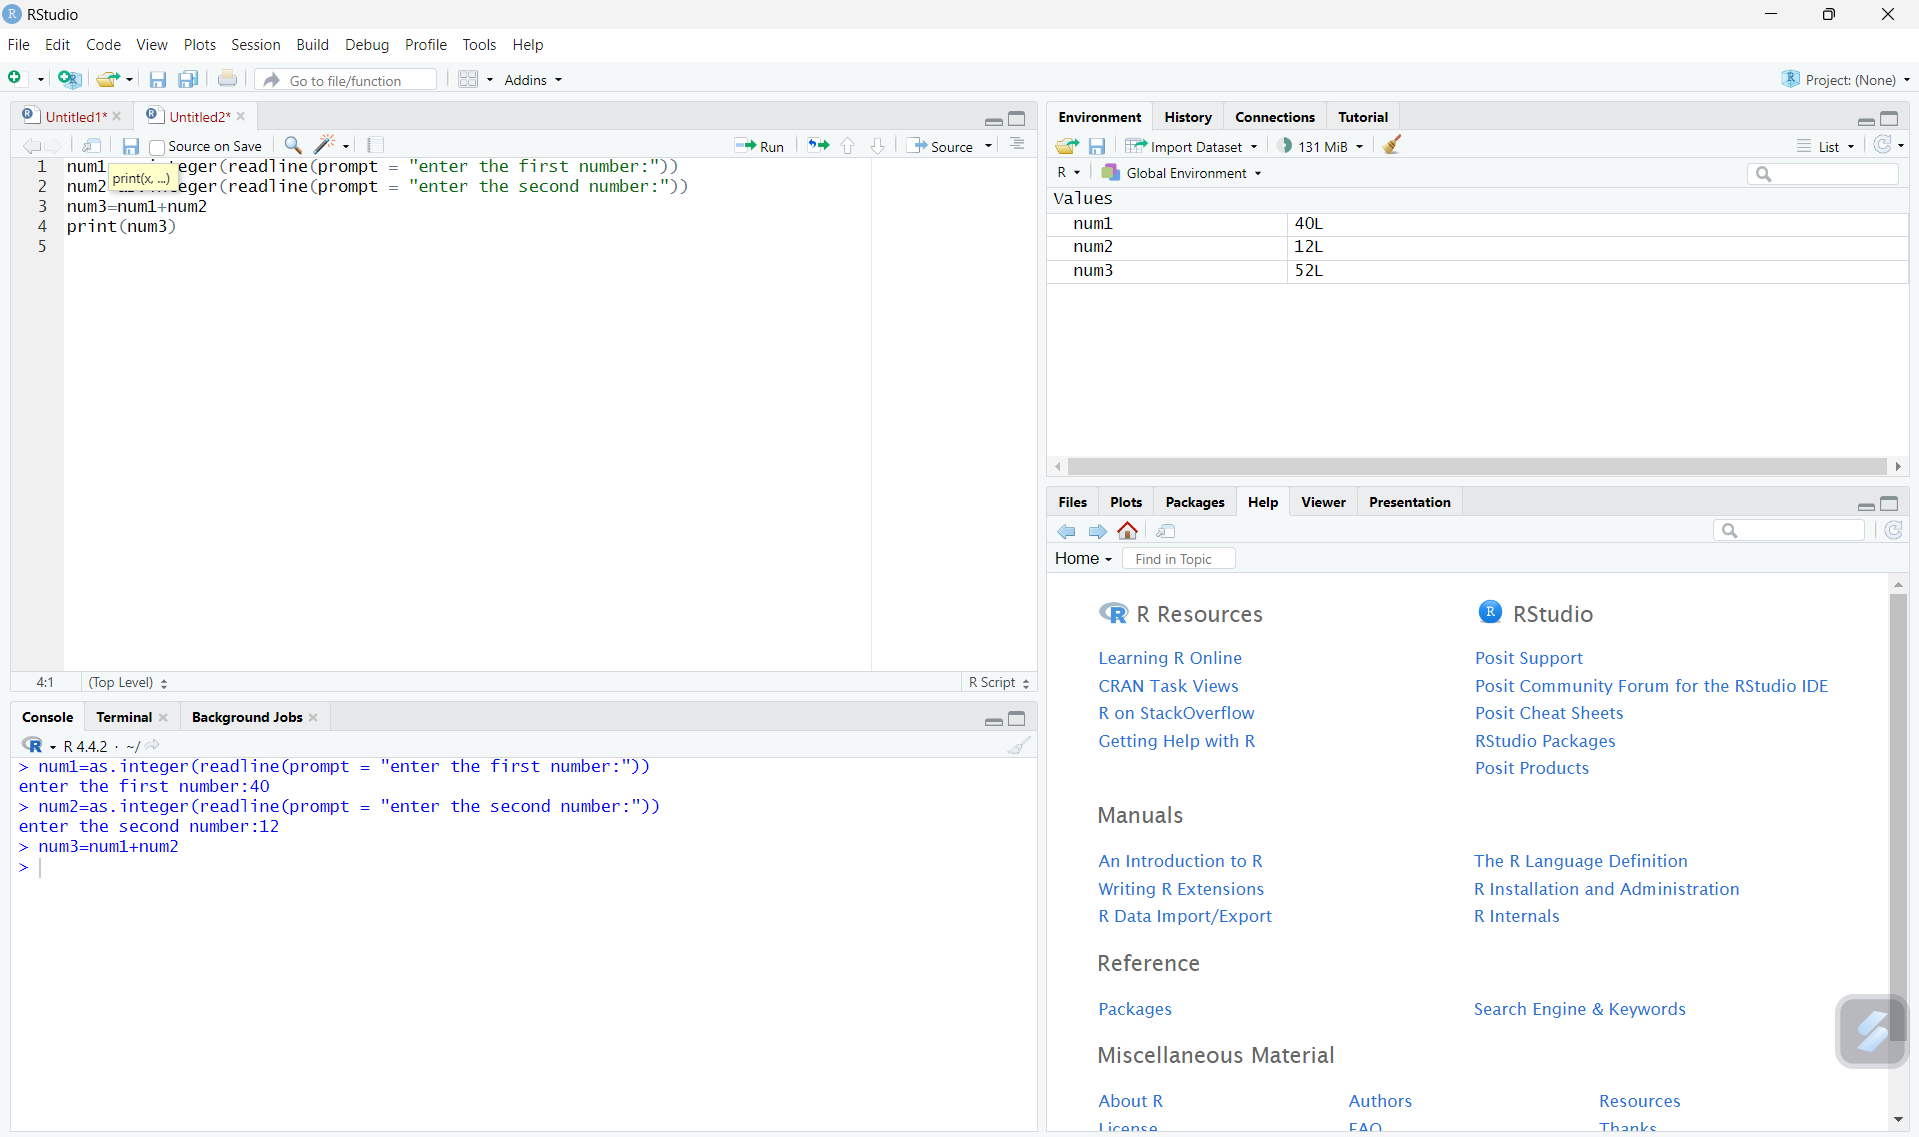 RStudio
File Edit Code View Plots Session Build Debug Profile Tools Help
Go to file/function Addins Project: (None)
Untitled1* Untitled2*
Source on Save Run Source
1 num1 eger(readline(prompt = "enter the first number:"))
print(x, ...)
2 num2 eger(readline(prompt = "enter the second number:"))
3 num3=num1+num2
4 print(num3)
5
4:1 (Top Level) R Script
Console Terminal Background Jobs
R 4.4.2 · ~/
> num1=as.integer(readline(prompt = "enter the first number:"))
enter the first number:40
> num2=as.integer(readline(prompt = "enter the second number:"))
enter the second number:12
> num3=num1+num2
>
Environment History Connections Tutorial
Import Dataset 131 MiB List
R Global Environment
Values
num1 40L
num2 12L
num3 52L
Files Plots Packages Help Viewer Presentation
Home Find in Topic
R Resources
Learning R Online
CRAN Task Views
R on StackOverflow
Getting Help with R
RStudio
Posit Support
Posit Community Forum for the RStudio IDE
Posit Cheat Sheets
RStudio Packages
Posit Products
Manuals
An Introduction to R The R Language Definition
Writing R Extensions R Installation and Administration
R Data Import/Export R Internals
Reference
Packages Search Engine & Keywords
Miscellaneous Material
About R Authors Resources
License FAQ Thanks